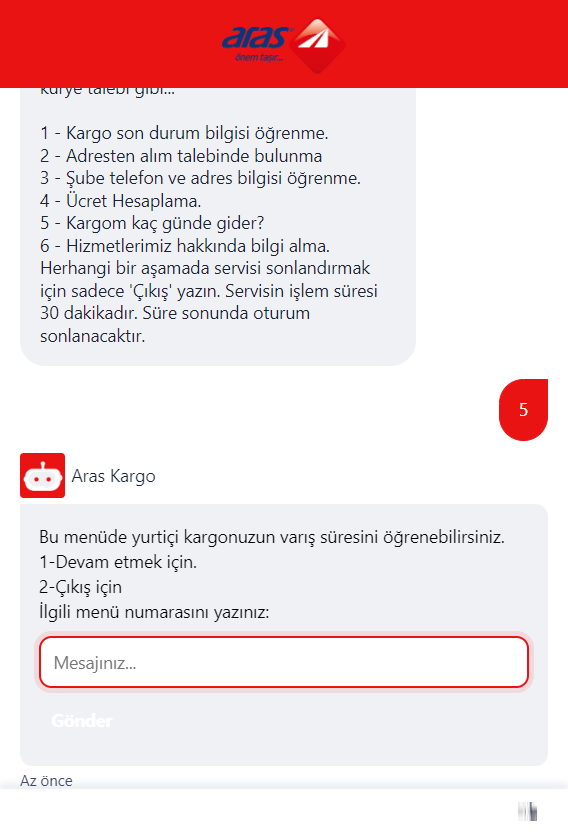 aras
önem taşır...
kurye talebi gibi...
1 - Kargo son durum bilgisi öğrenme.
2 - Adresten alım talebinde bulunma
3 - Şube telefon ve adres bilgisi öğrenme.
4 - Ücret Hesaplama.
5 - Kargom kaç günde gider?
6 - Hizmetlerimiz hakkında bilgi alma.
Herhangi bir aşamada servisi sonlandırmak
için sadece 'Çıkış' yazın. Servisin işlem süresi
30 dakikadır. Süre sonunda oturum
sonlanacaktır.
5
Aras Kargo
Bu menüde yurtiçi kargonuzun varış süresini öğrenebilirsiniz.
1-Devam etmek için.
2-Çıkış için
İlgili menü numarasını yazınız:
Mesajınız...
Gönder
Az önce